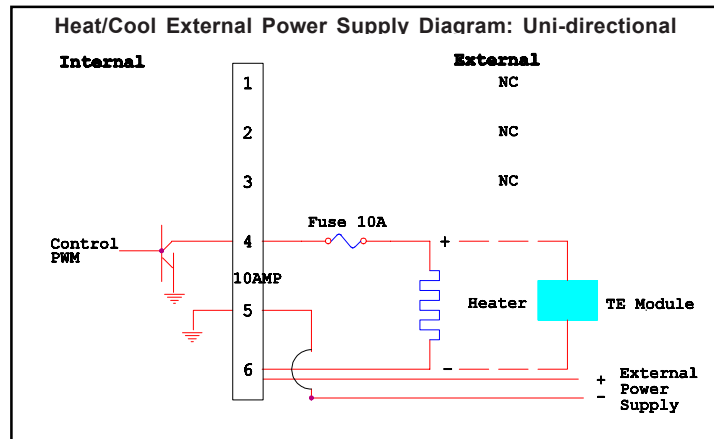 Heat/Cool External Power Supply Diagram: Uni-directional
Internal
External
1
NC
2
NC
3
NC
Fuse 10A
Control
PWM
4
+
10AMP
Heater
TE Module
5
6
-
+
-
External
Power
Supply